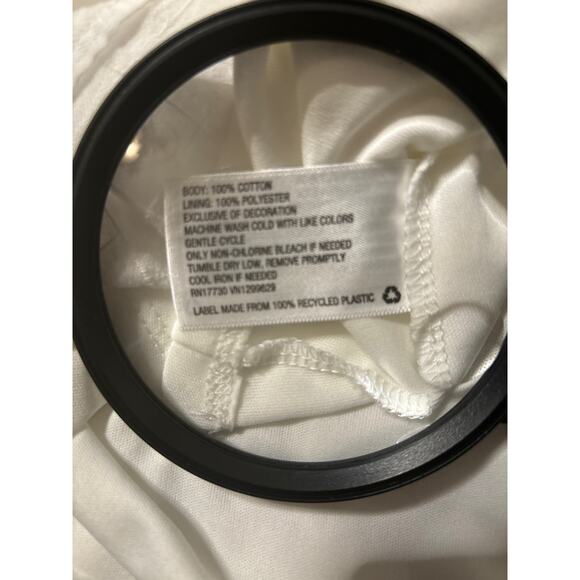 BODY: 100% COTTON
LINING: 100% POLYESTER
EXCLUSIVE OF DECORATION
MACHINE WASH COLD WITH LIKE COLORS
GENTLE CYCLE
ONLY NON-CHLORINE BLEACH IF NEEDED
TUMBLE DRY LOW, REMOVE PROMPTLY
COOL IRON IF NEEDED
RN17730 VN1299629
LABEL MADE FROM 100% RECYCLED PLASTIC